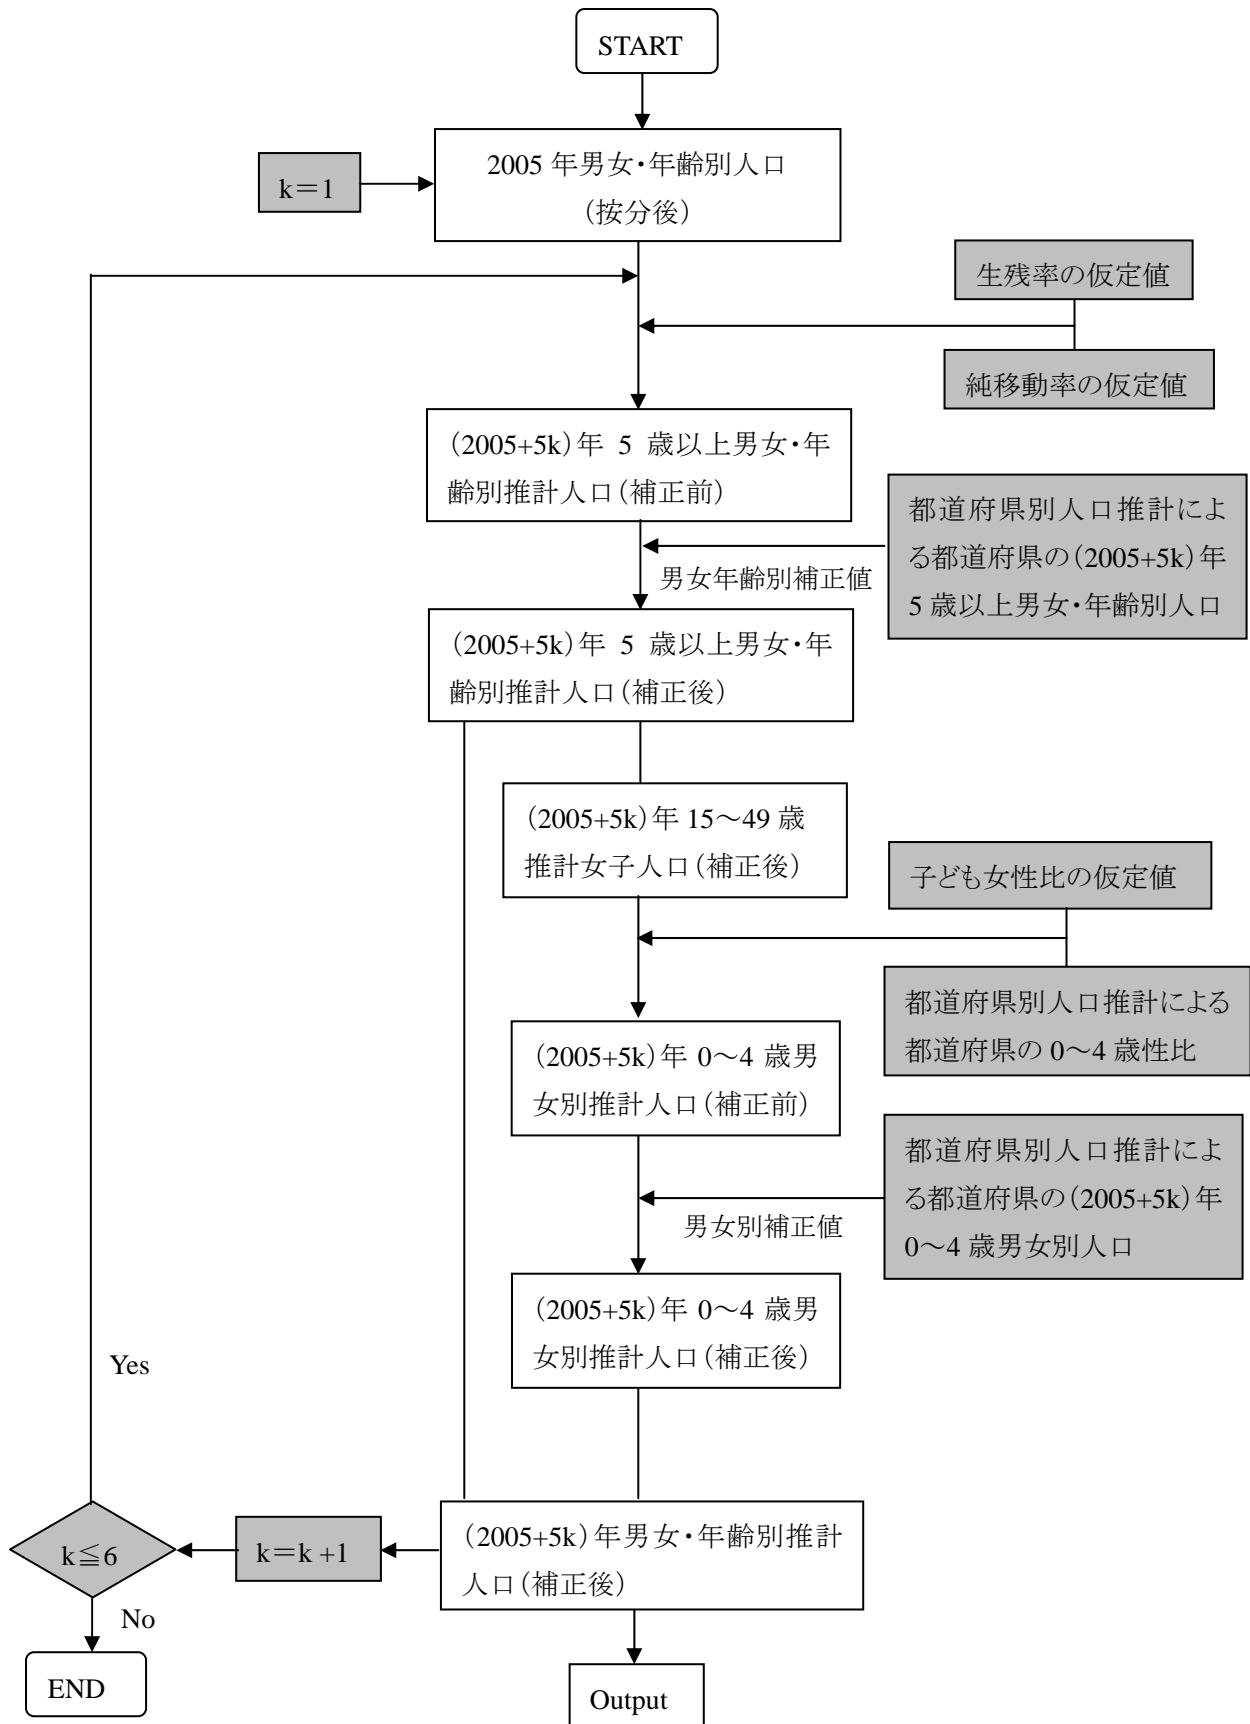 START
2005 年男女・年齢別人口
（按分後）
k＝1
生残率の仮定値
純移動率の仮定値
（2005+5k）年 5 歳以上男女・年
齢別推計人口（補正前）
都道府県別人口推計によ
る都道府県の（2005+5k）年
5 歳以上男女・年齢別人口
男女年齢別補正値
（2005+5k）年 5 歳以上男女・年
齢別推計人口（補正後）
（2005+5k）年 15～49 歳
推計女子人口（補正後）
子ども女性比の仮定値
都道府県別人口推計による
都道府県の 0～4 歳性比
（2005+5k）年 0～4 歳男
女別推計人口（補正前）
都道府県別人口推計によ
る都道府県の（2005+5k）年
0～4 歳男女別人口
男女別補正値
（2005+5k）年 0～4 歳男
女別推計人口（補正後）
Yes
（2005+5k）年男女・年齢別推計
人口（補正後）
k＝k +1
k≦6
No
END
Output